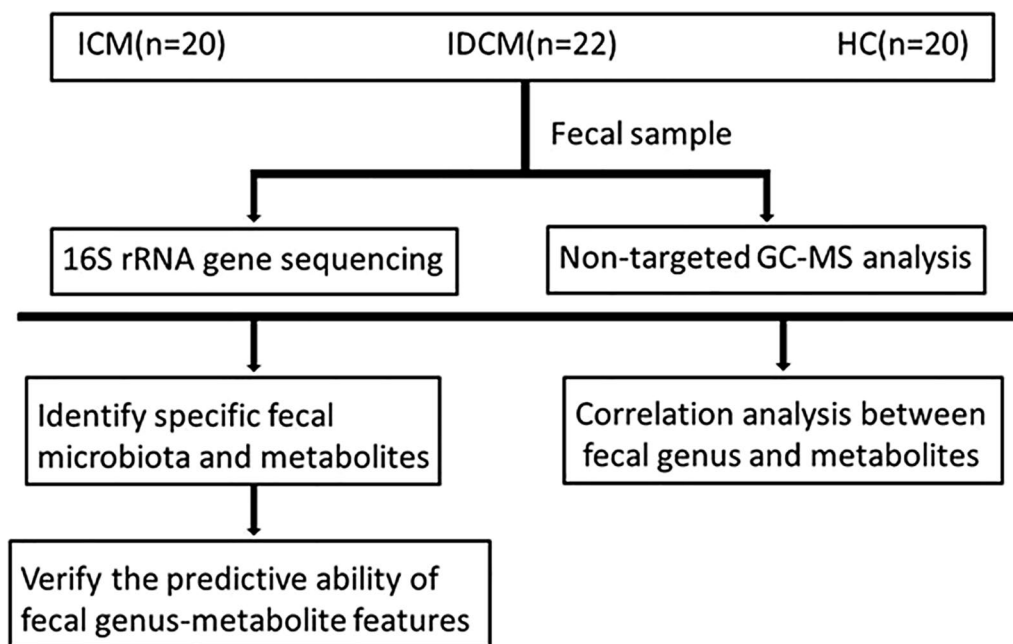 ICM(n=20) IDCM(n=22) HC(n=20)
Fecal sample
16S rRNA gene sequencing
Non-targeted GC-MS analysis
Identify specific fecal
microbiota and metabolites
Correlation analysis between
fecal genus and metabolites
Verify the predictive ability of
fecal genus-metabolite features